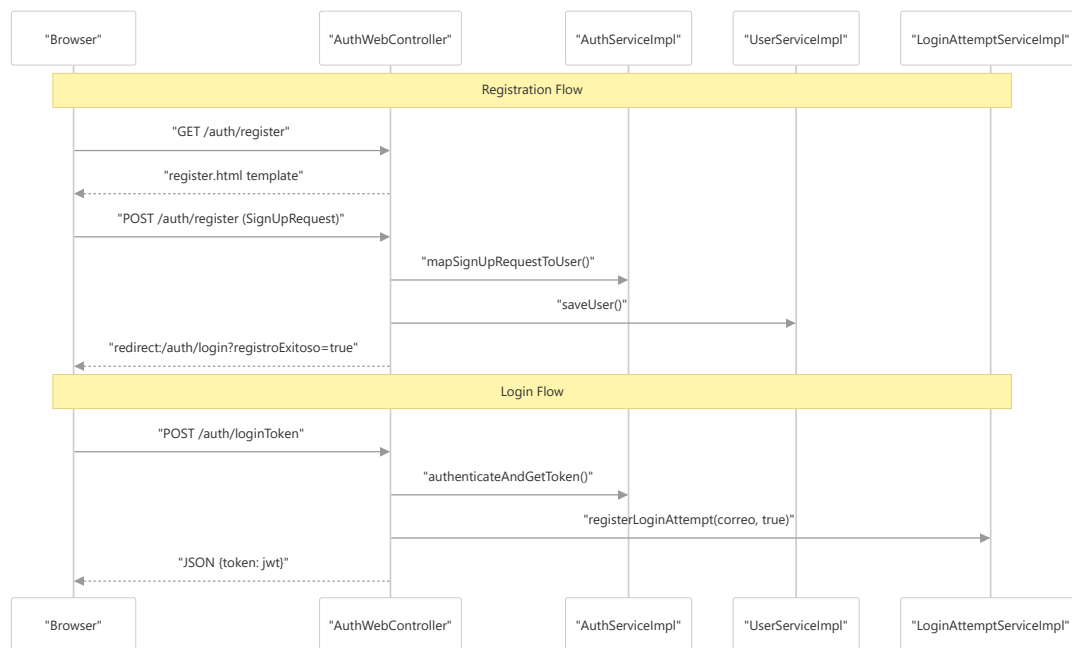 "Browser"
"AuthWebController"
"AuthServiceImpl"
"UserServiceImpl"
"LoginAttemptServiceImpl"
Registration Flow
"GET /auth/register"
"register.html template"
"POST /auth/register (SignUpRequest)"
"mapSignUpRequestToUser()"
"saveUser()"
"redirect:/auth/login?registroExitoso=true"
Login Flow
"POST /auth/loginToken"
"authenticateAndGetToken()"
"registerLoginAttempt(correo, true)"
"JSON {token: jwt}"
"Browser"
"AuthWebController"
"AuthServiceImpl"
"UserServiceImpl"
"LoginAttemptServiceImpl"